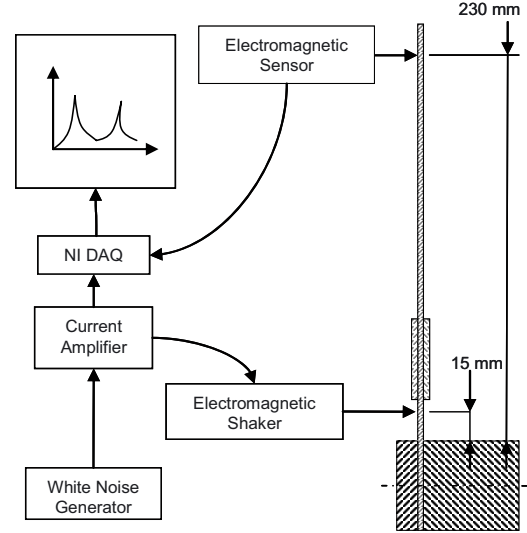 230 mm
Electromagnetic
Sensor
NI DAQ
Current
Amplifier
15 mm
Electromagnetic
Shaker
White Noise
Generator